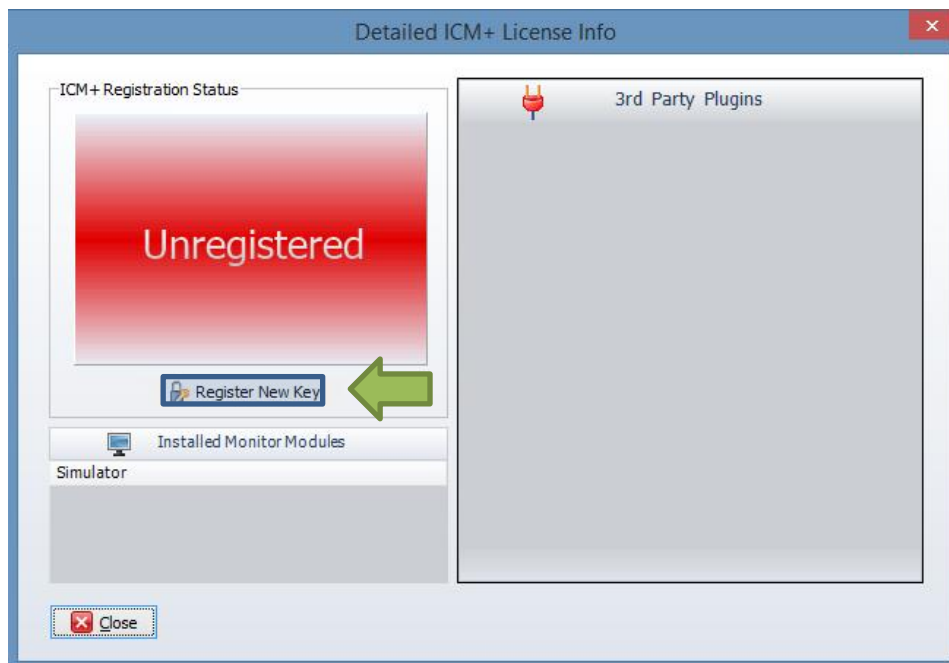 Detailed ICM+ License Info
ICM+ Registration Status
3rd Party Plugins
Unregistered
Register New Key
Installed Monitor Modules
Simulator
Close